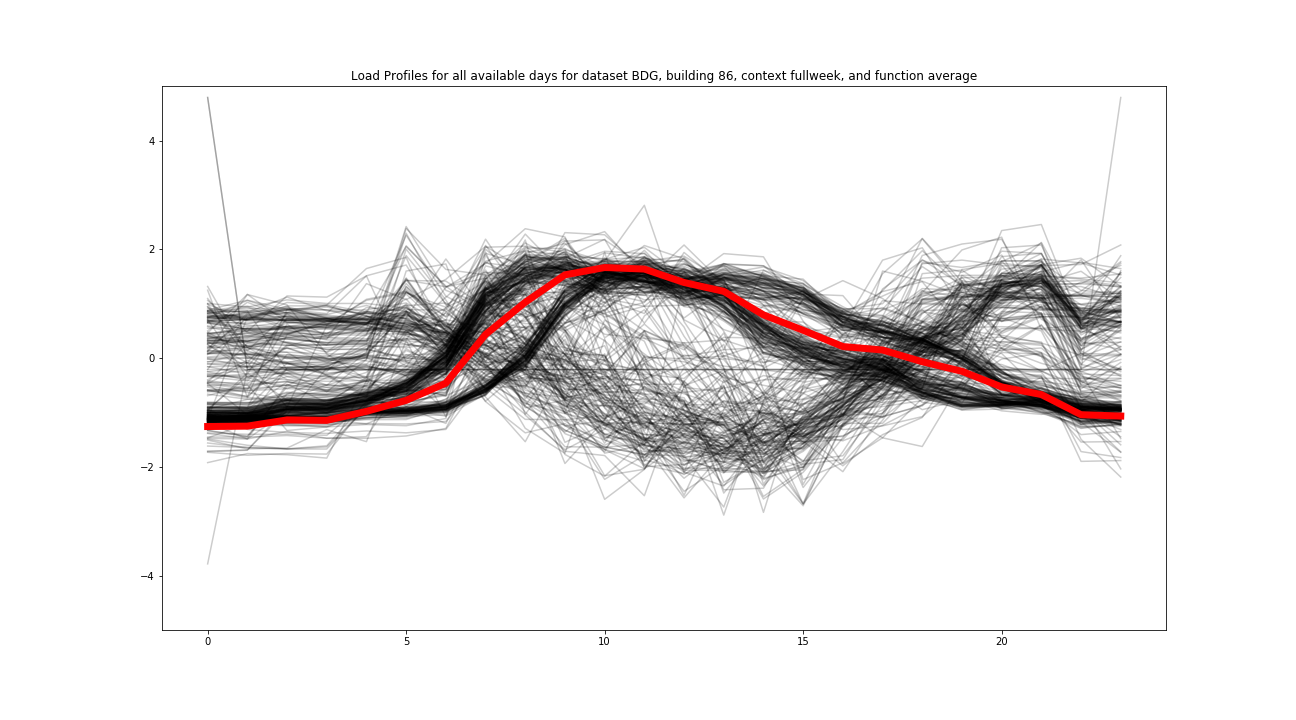 Load Profiles for all available days for dataset BDG, building 86, context fullweek, and function average
4
2
0
−2
−4
0 5 10 15 20